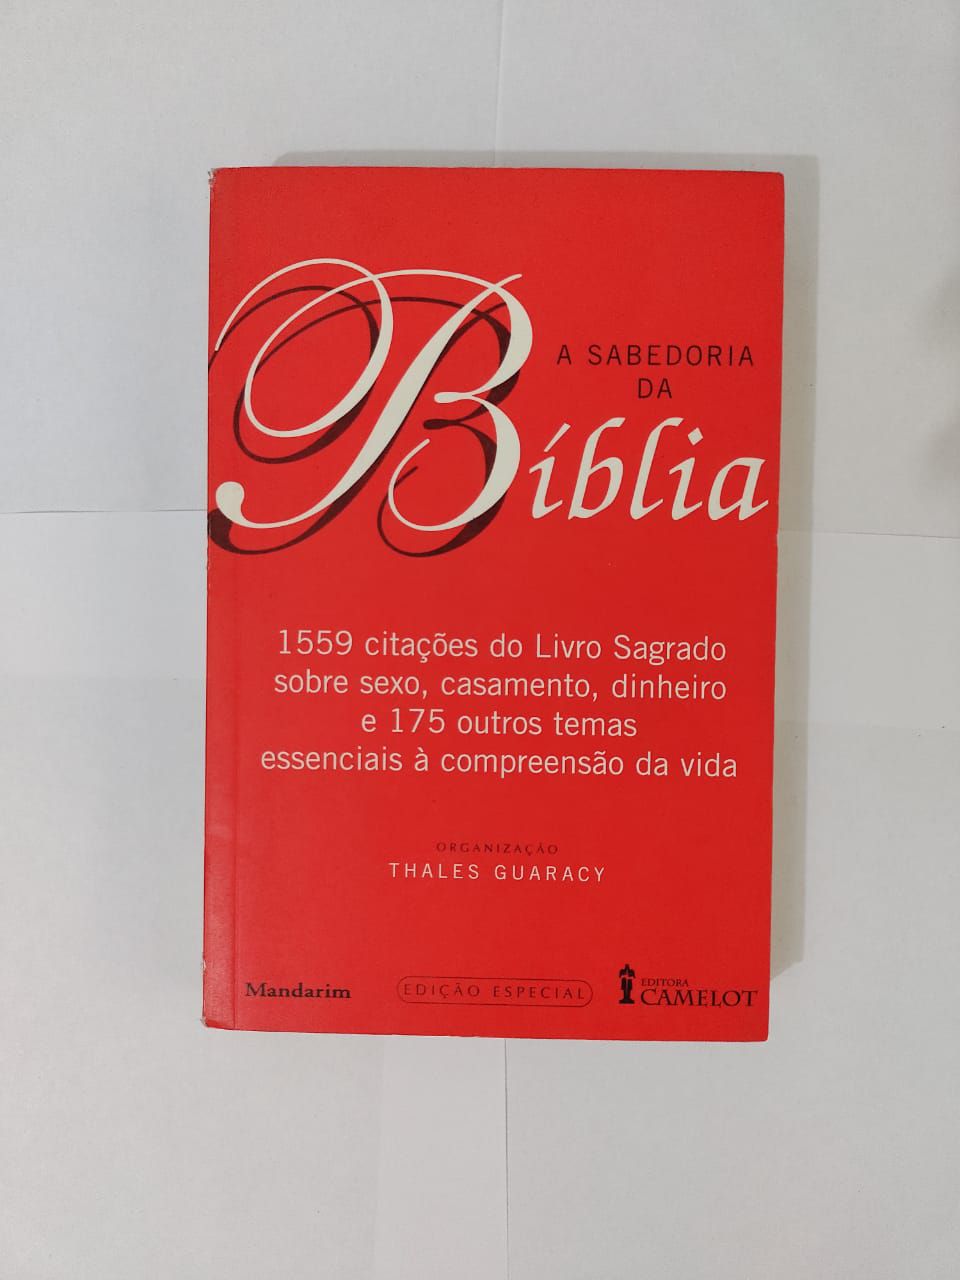 A SABEDORIA
DA
Bíblia
1559 citações do Livro Sagrado
sobre sexo, casamento, dinheiro
e 175 outros temas
essenciais à compreensão da vida
ORGANIZAÇÃO
THALES GUARACY
Mandarim
EDIÇÃO ESPECIAL
EDITORA
CAMELOT